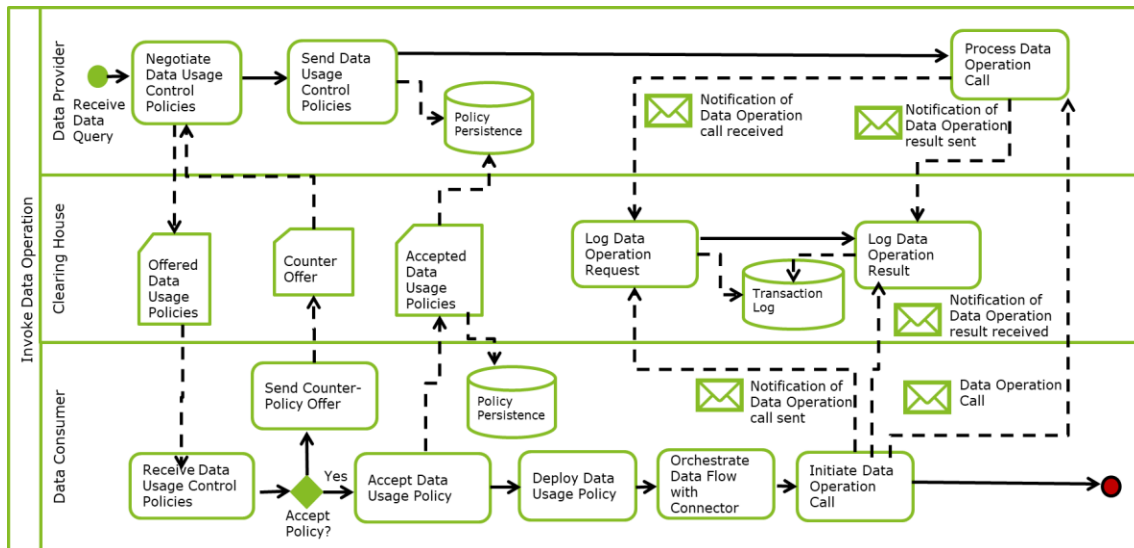 Invoke Data Operation
Data Provider
Receive
Data
Query
Negotiate
Data Usage
Control
Policies
Send Data
Usage
Control
Policies
Policy
Persistence
Notification of
Data Operation
call received
Notification of
Data Operation
result sent
Process Data
Operation
Call
Clearing House
Offered
Data
Usage
Policies
Counter
Offer
Accepted
Data
Usage
Policies
Log Data
Operation
Request
Transaction
Log
Log Data
Operation
Result
Notification of
Data Operation
result received
Data Consumer
Send Counter-
Policy Offer
Policy
Persistence
Notification of
Data Operation
call sent
Data Operation
Call
Receive Data
Usage Control
Policies
Accept
Policy?
Yes
Accept Data
Usage Policy
Deploy Data
Usage Policy
Orchestrate
Data Flow
with
Connector
Initiate Data
Operation
Call